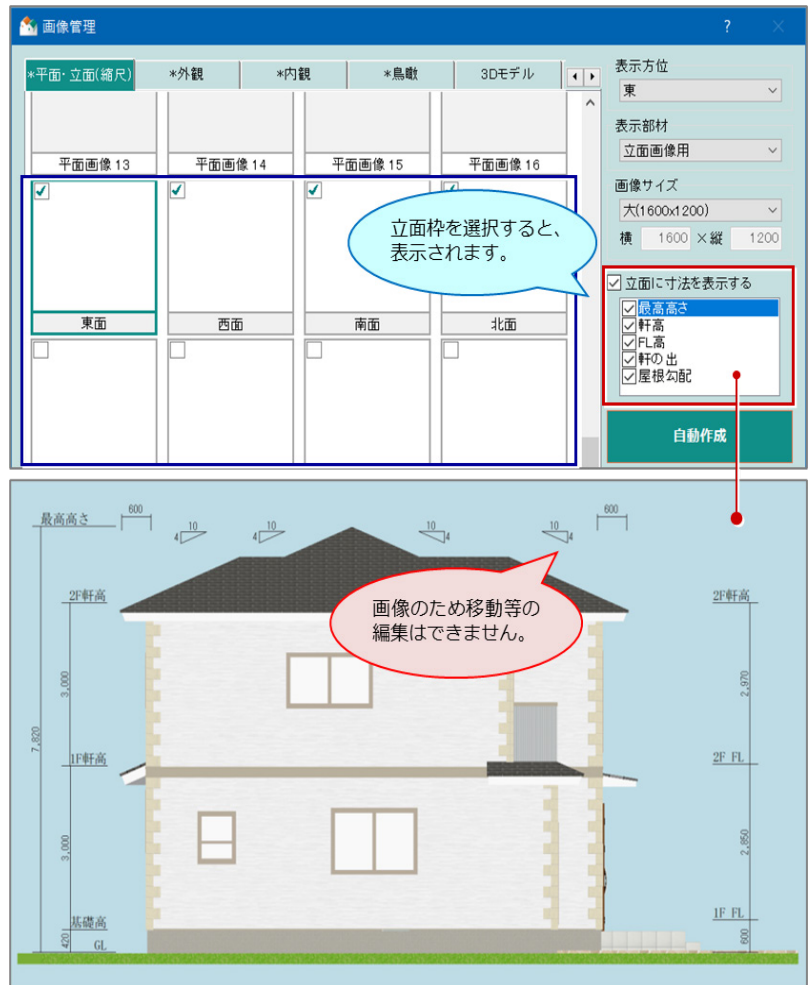 画像管理
?
*平面・立面(縮尺)
*外観
*内観
*鳥瞰
3Dモデル
平面画像 13
平面画像 14
平面画像 15
平面画像 16
東面
西面
南面
北面
立面枠を選択すると、
表示されます。
表示方位
東
表示部材
立面画像用
画像サイズ
大(1600x1200)
横 1600 ×縦 1200
立面に寸法を表示する
最高高さ
軒高
FL高
軒の出
屋根勾配
自動作成
最高高さ
600
10
4
10
4
10
4
10
4
600
画像のため移動等の
編集はできません。
2F軒高
3,000
7,820
1F軒高
3,000
基礎高
420
GL
2F軒高
2,970
2F FL
2,850
1F FL
600